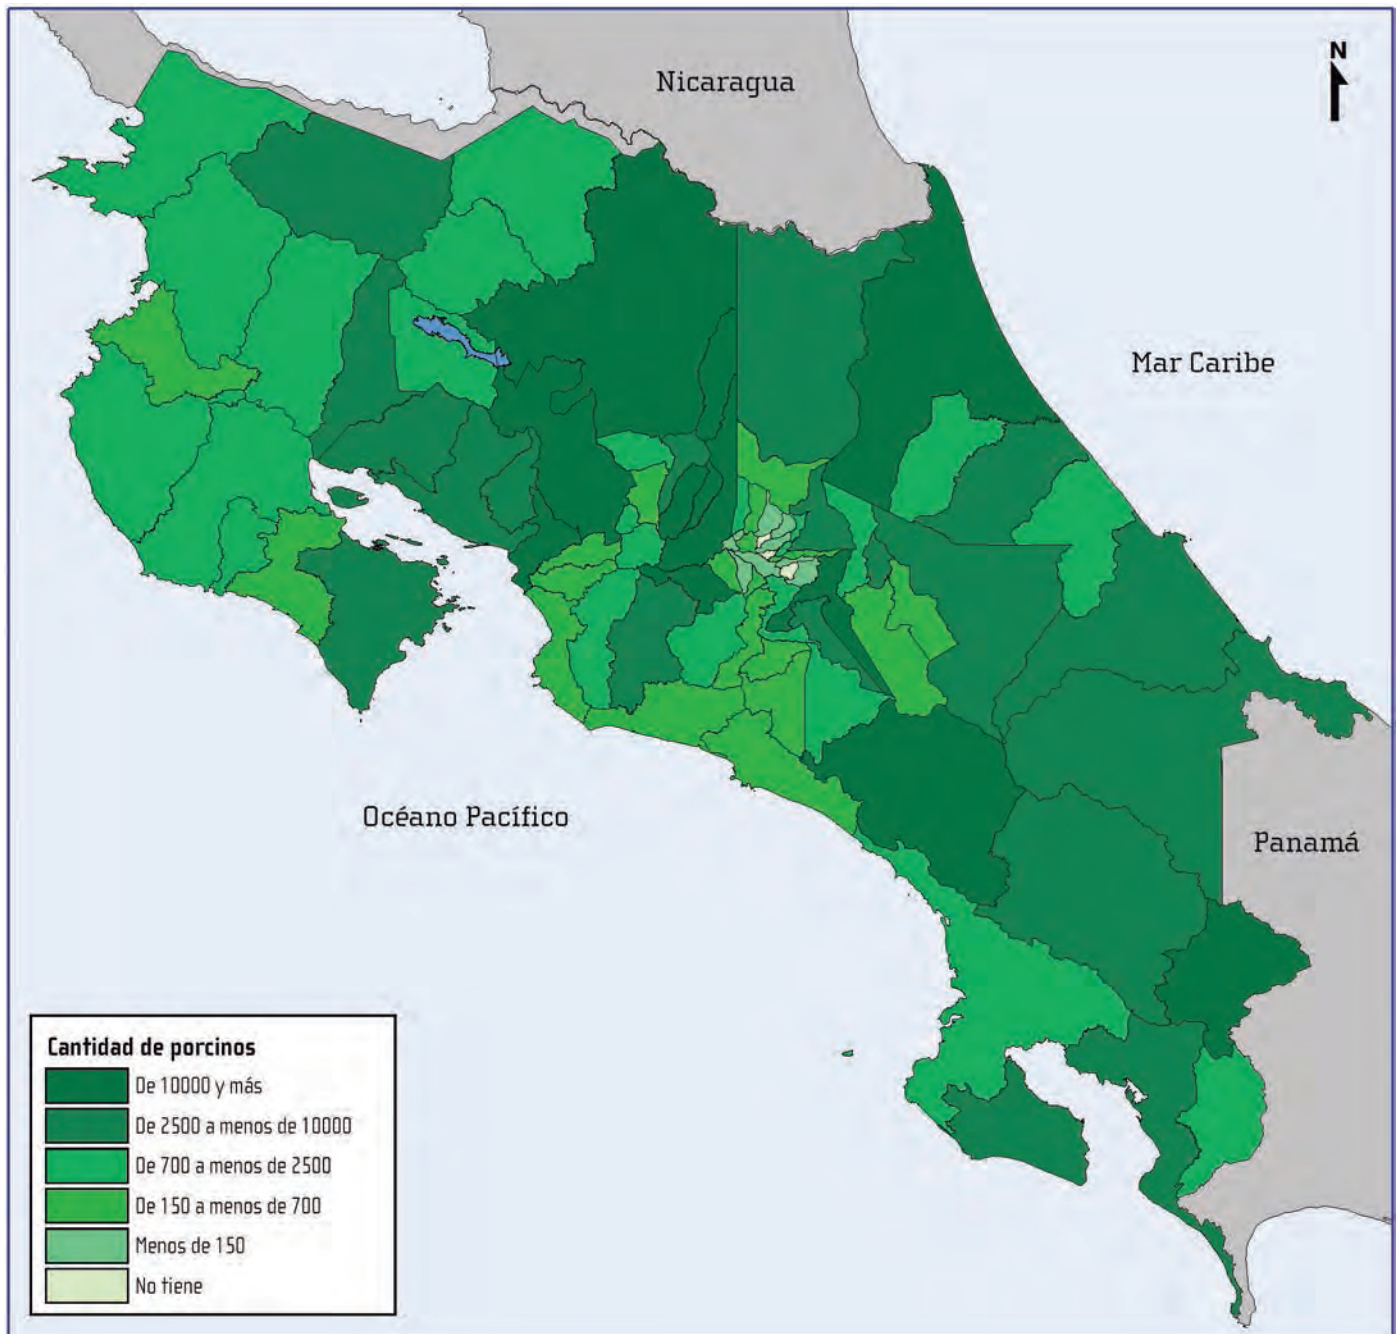 Nicaragua
N
Mar Caribe
Océano Pacífico
Panamá
Cantidad de porcinos
De 10000 y más
De 2500 a menos de 10000
De 700 a menos de 2500
De 150 a menos de 700
Menos de 150
No tiene